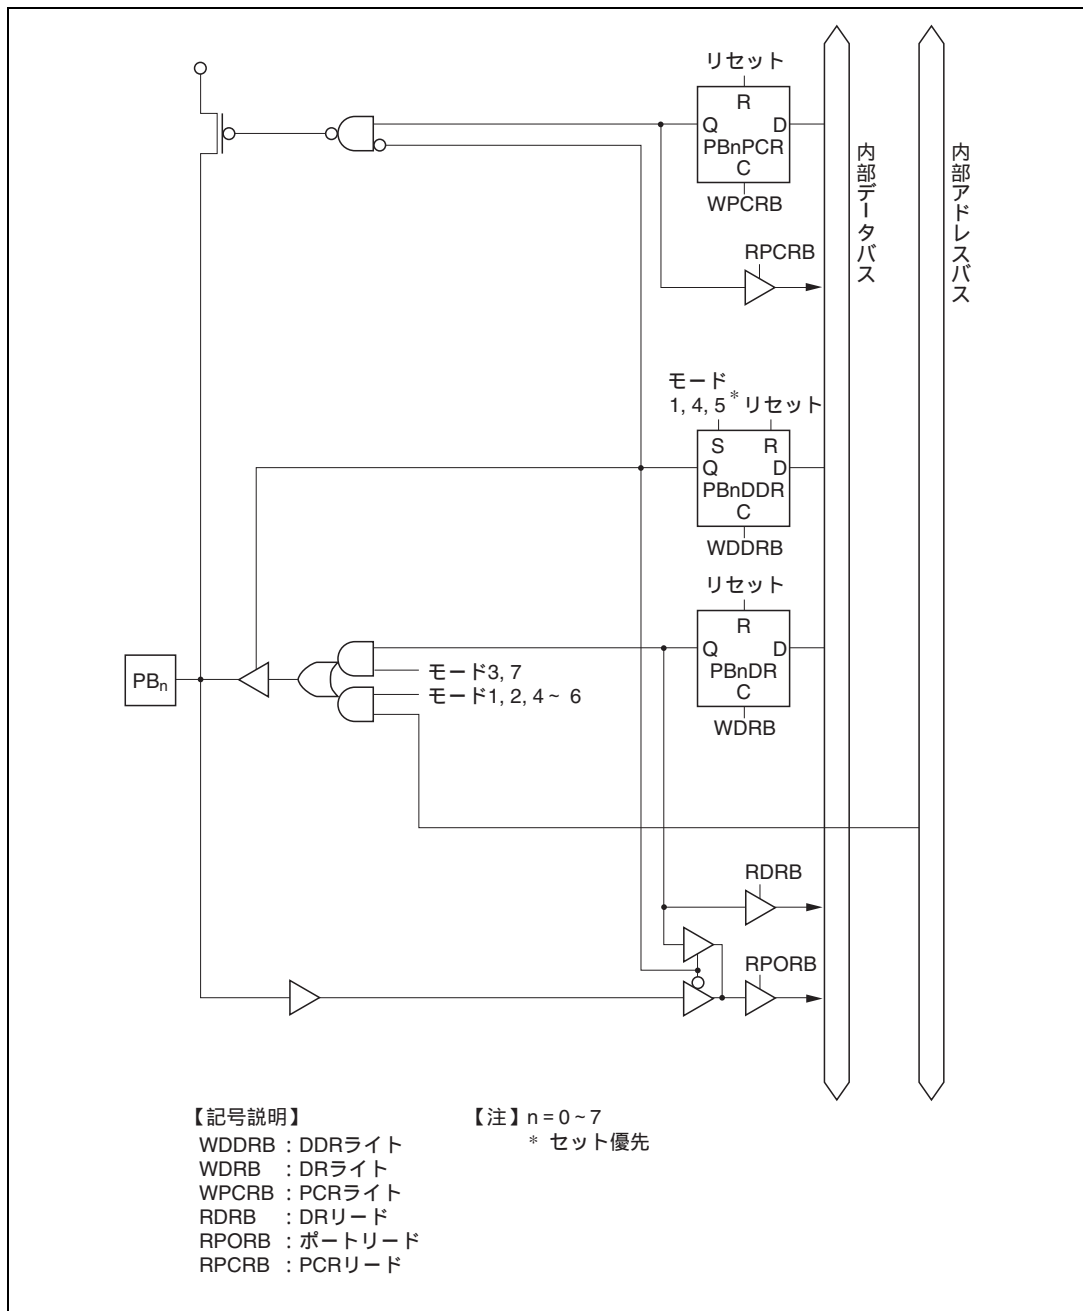 リセット
R
Q D
PBnPCR
C
WPCRB
内部データバス
内部アドレスバス
RPCRB
モード
1, 4, 5* リセット
S R
Q D
PBnDDR
C
WDDRB
リセット
R
Q D
PBnDR
C
WDRB
PBn
モード3, 7
モード1, 2, 4～6
RDRB
RPORB
【記号説明】
WDDRB：DDRライト
WDRB ：DRライト
WPCRB：PCRライト
RDRB ：DRリード
RPORB：ポートリード
RPCRB：PCRリード
【注】n = 0～7
* セット優先